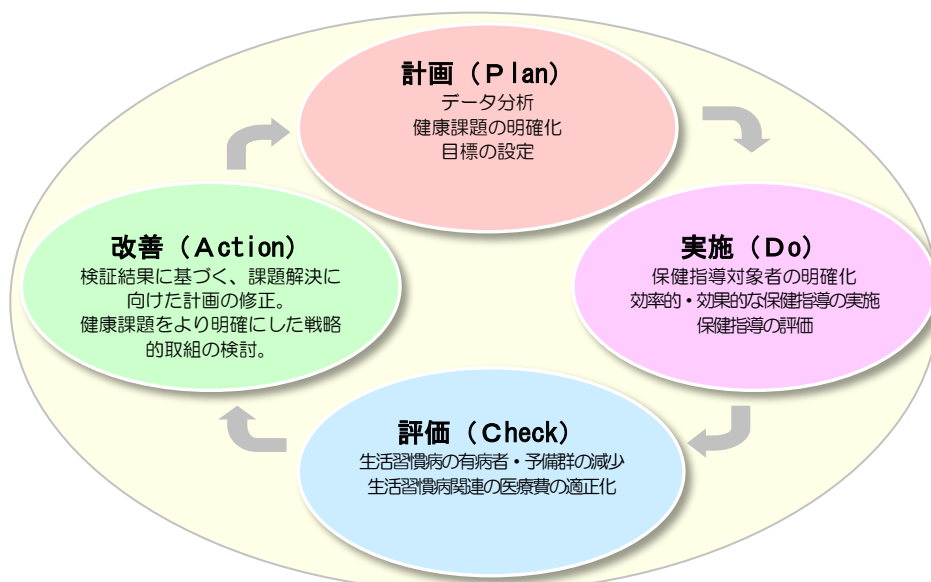 計画（Plan）
データ分析
健康課題の明確化
目標の設定
実施（Do）
保健指導対象者の明確化
効率的・効果的な保健指導の実施
保健指導の評価
評価（Check）
生活習慣病の有病者・予備群の減少
生活習慣病関連の医療費の適正化
改善（Action）
検証結果に基づく、課題解決に
向けた計画の修正。
健康課題をより明確にした戦略
的取組の検討。